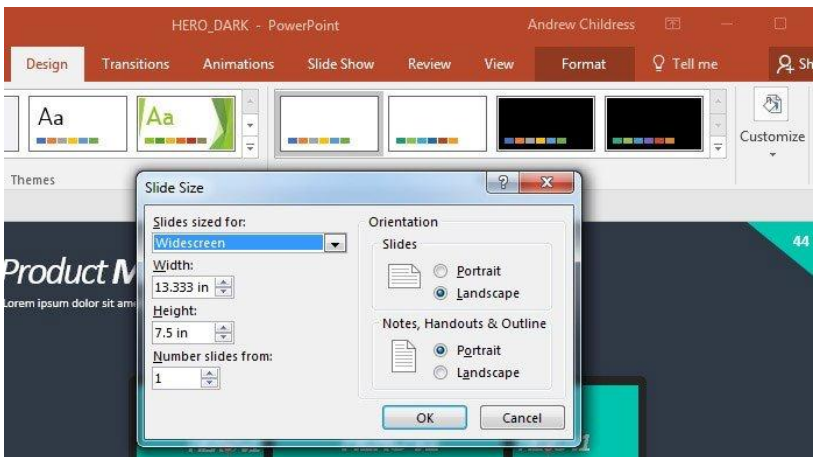 HERO_DARK - PowerPoint
Andrew Childress
Design Transitions Animations Slide Show Review View Format Tell me Sh
Aa Aa
Customize
Themes
Slide Size
Slides sized for:
Widescreen
Width:
13.333 in
Height:
7.5 in
Number slides from:
1
Orientation
Slides
Portrait
Landscape
Notes, Handouts & Outline
Portrait
Landscape
OK Cancel
44
Product M
Lorem ipsum dolor sit ame